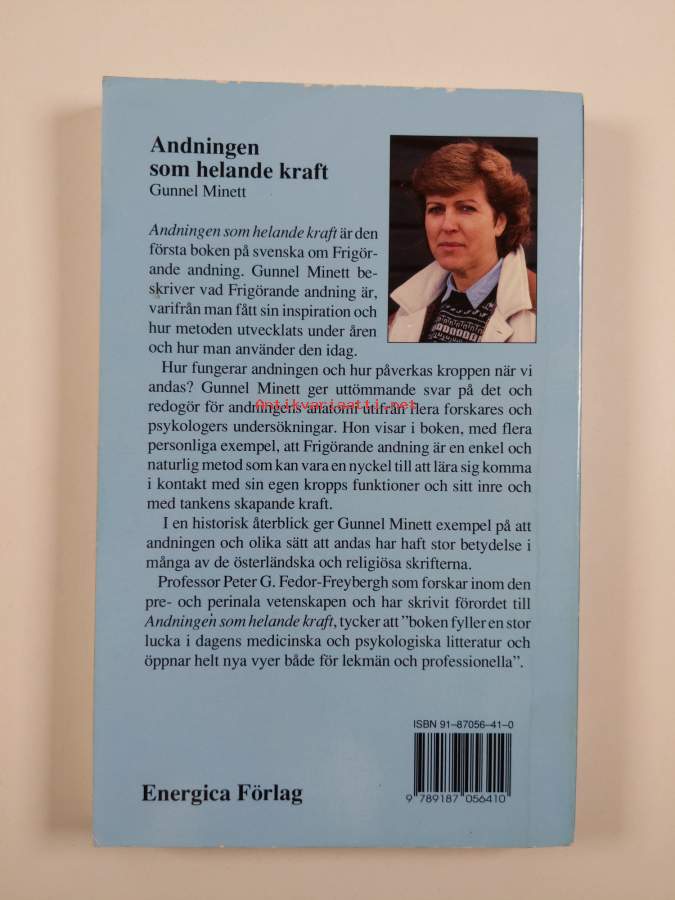 Andningen
som helande kraft
Gunnel Minett
Andningen som helande kraft är den
första boken på svenska om Frigör-
ande andning. Gunnel Minett be-
skriver vad Frigörande andning är,
varifrån man fått sin inspiration och
hur metoden utvecklats under åren
och hur man använder den idag.
Hur fungerar andningen och hur påverkas kroppen när vi
andas? Gunnel Minett ger uttömmande svar på det och
redogör för andningens anatomi utifrån flera forskares och
Antikvariaatti.net
psykologers undersökningar. Hon visar i boken, med flera
personliga exempel, att Frigörande andning är en enkel och
naturlig metod som kan vara en nyckel till att lära sig komma
i kontakt med sin egen kropps funktioner och sitt inre och
med tankens skapande kraft.
I en historisk återblick ger Gunnel Minett exempel på att
andningen och olika sätt att andas har haft stor betydelse i
många av de österländska och religiösa skrifterna.
Professor Peter G. Fedor-Freybergh som forskar inom den
pre- och perinala vetenskapen och har skrivit förordet till
Andningen som helande kraft, tycker att ”boken fyller en stor
lucka i dagens medicinska och psykologiska litteratur och
öppnar helt nya vyer både för lekmän och professionella”.
ISBN 91-87056-41-0
Energica Förlag
9 789187 056410